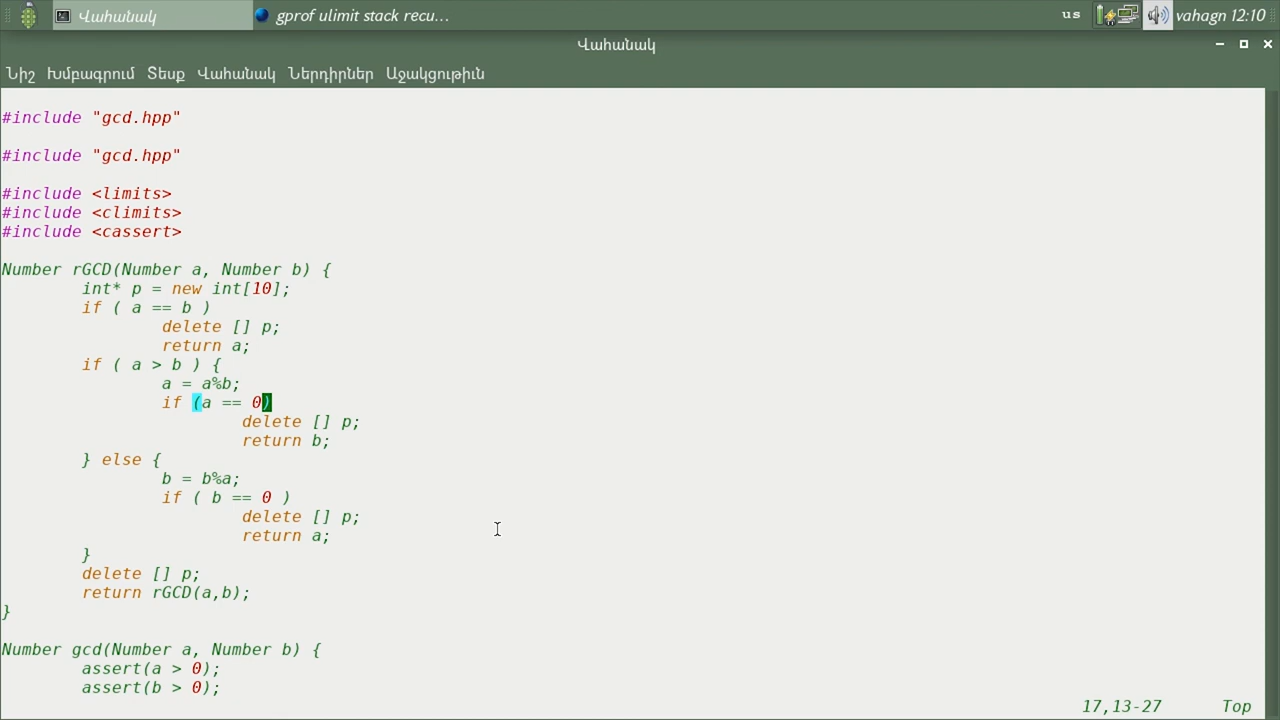 Վահանակ
gprof ulimit stack recu...
us
vahagn 12:10
Վահանակ
Նիշ Խմբագրում Տեսք Վահանակ Ներդիրներ Աջակցութիւն
#include "gcd.hpp"
#include "gcd.hpp"
#include <limits>
#include <climits>
#include <cassert>
Number rGCD(Number a, Number b) {
int* p = new int[10];
if ( a == b )
delete [] p;
return a;
if ( a > b ) {
a = a%b;
if (a == 0)
delete [] p;
return b;
} else {
b = b%a;
if ( b == 0 )
delete [] p;
return a;
}
delete [] p;
return rGCD(a,b);
}
Number gcd(Number a, Number b) {
assert(a > 0);
assert(b > 0);
17,13-27 Top